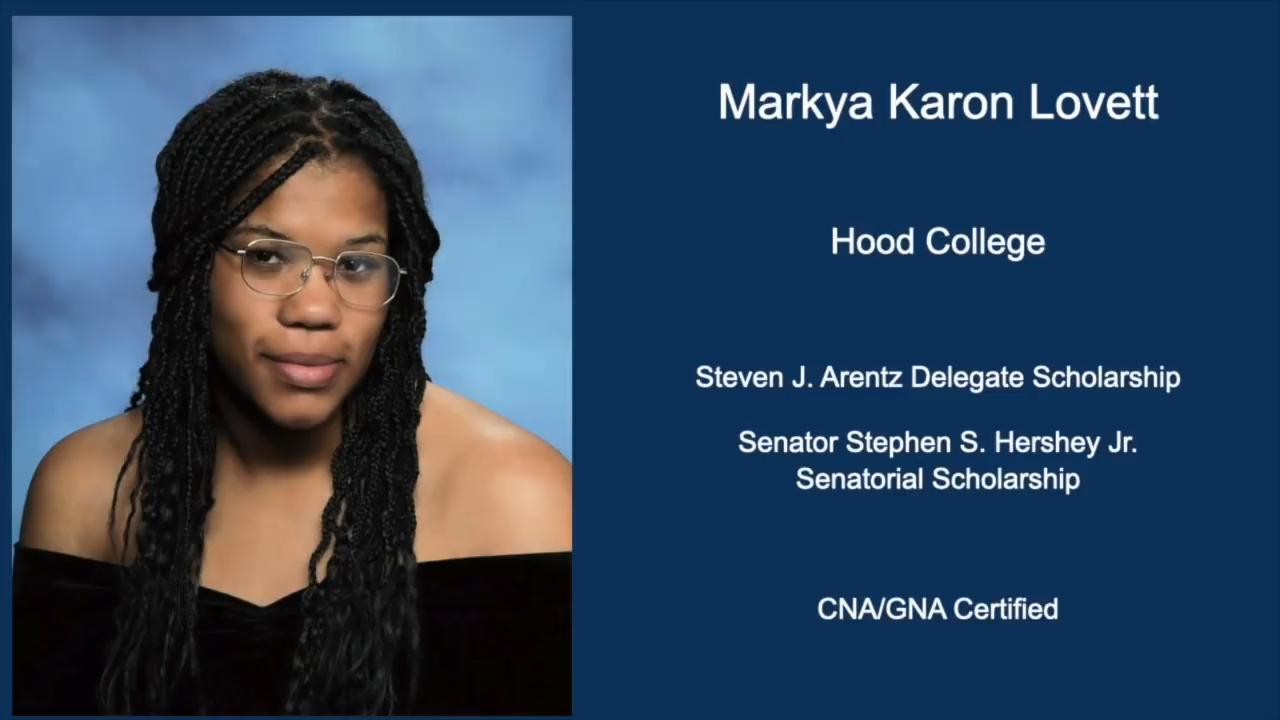 Markya Karon Lovett
Hood College
Steven J. Arentz Delegate Scholarship
Senator Stephen S. Hershey Jr.
Senatorial Scholarship
CNA/GNA Certified